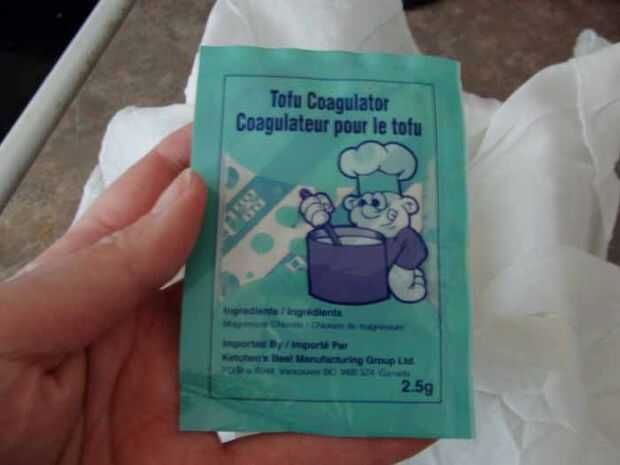 Tofu Coagulator
Coagulateur pour le tofu
Ingredients / Ingrédients
Magnesium Chloride / Chlorure de magnésium
Imported By / Importé Par
Ketchen's Best Manufacturing Group Ltd.
Vancouver BC Canada
2.5g